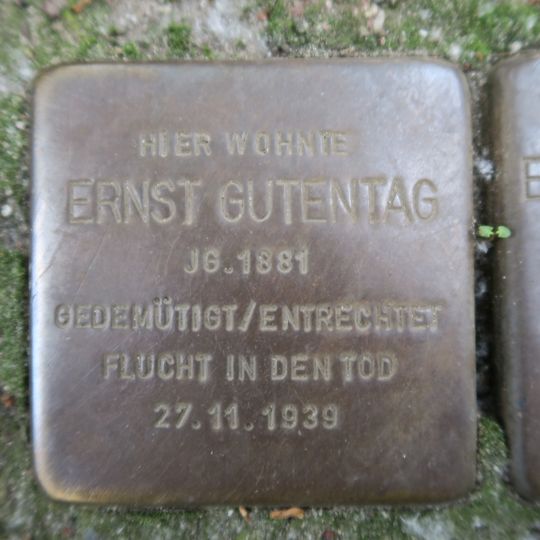 HIER WOHNTE
ERNST GUTENTAG
JG. 1881
GEDEMÜTIGT/ENTRECHTET
FLUCHT IN DEN TOD
27.11.1939